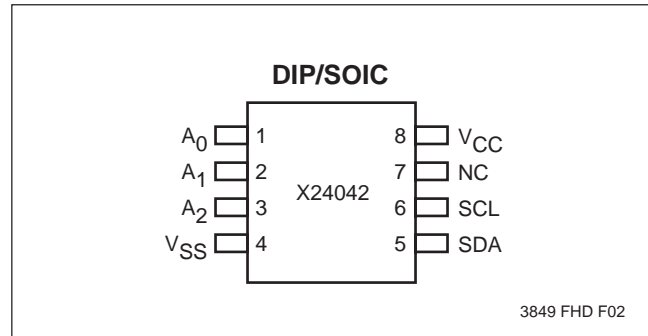 DIP/SOIC
A0 1 8 VCC
A1 2 7 NC
X24042
A2 3 6 SCL
VSS 4 5 SDA
3849 FHD F02